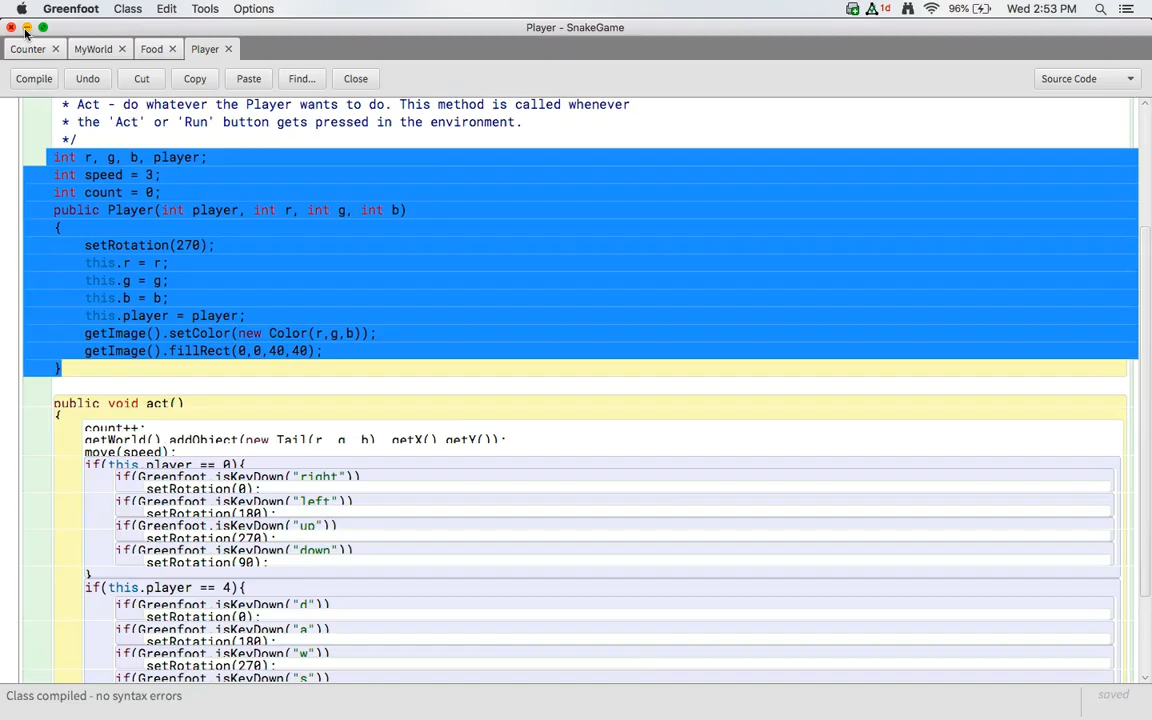 Greenfoot Class Edit Tools Options 1d 96% Wed 2:53 PM
Player - SnakeGame
Counter MyWorld Food Player
Compile Undo Cut Copy Paste Find... Close Source Code
* Act - do whatever the Player wants to do. This method is called whenever
* the 'Act' or 'Run' button gets pressed in the environment.
*/
int r, g, b, player;
int speed = 3;
int count = 0;
public Player(int player, int r, int g, int b)
{
setRotation(270);
this.r = r;
this.g = g;
this.b = b;
this.player = player;
getImage().setColor(new Color(r,g,b));
getImage().fillRect(0,0,40,40);
}
public void act()
{
count++;
getWorld().addObject(new Tail(r, g, b), getX(),getY());
move(speed);
if(this.player == 0){
if(Greenfoot.isKeyDown("right"))
setRotation(0);
if(Greenfoot.isKeyDown("left"))
setRotation(180);
if(Greenfoot.isKeyDown("up"))
setRotation(270);
if(Greenfoot.isKeyDown("down"))
setRotation(90);
}
if(this.player == 4){
if(Greenfoot.isKeyDown("d"))
setRotation(0);
if(Greenfoot.isKeyDown("a"))
setRotation(180);
if(Greenfoot.isKeyDown("w"))
setRotation(270);
if(Greenfoot.isKeyDown("s"))
Class compiled - no syntax errors
saved